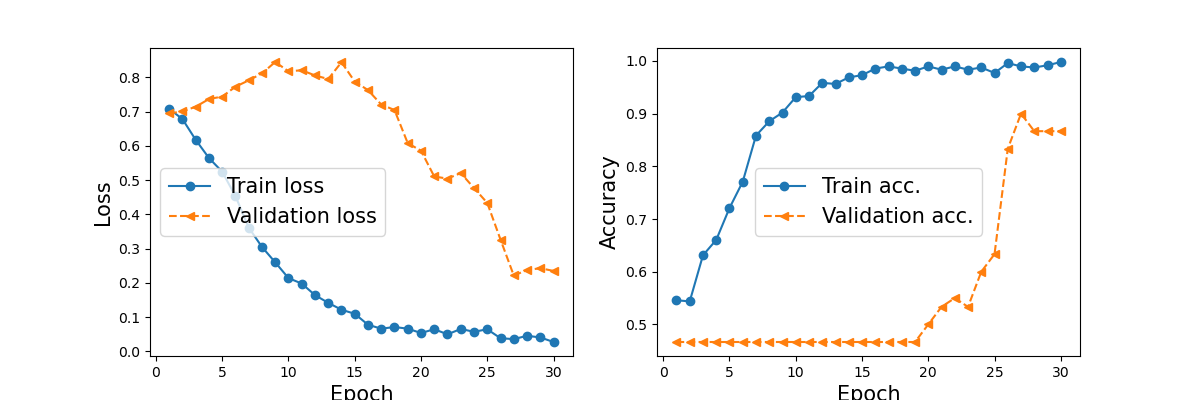 0.8
0.7
0.6
0.5
0.4
0.3
0.2
0.1
0.0
Loss
Train loss
Validation loss
0 5 10 15 20 25 30
Epoch
1.0
0.9
0.8
0.7
0.6
0.5
Accuracy
Train acc.
Validation acc.
0 5 10 15 20 25 30
Epoch